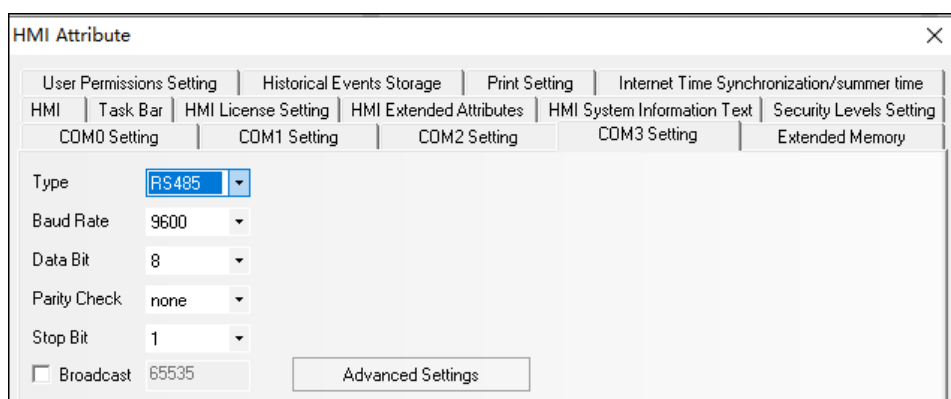 HMI Attribute
User Permissions Setting Historical Events Storage Print Setting Internet Time Synchronization/summer time
HMI Task Bar HMI License Setting HMI Extended Attributes HMI System Information Text Security Levels Setting
COM0 Setting COM1 Setting COM2 Setting COM3 Setting Extended Memory
Type RS485
Baud Rate 9600
Data Bit 8
Parity Check none
Stop Bit 1
Broadcast 65535 Advanced Settings